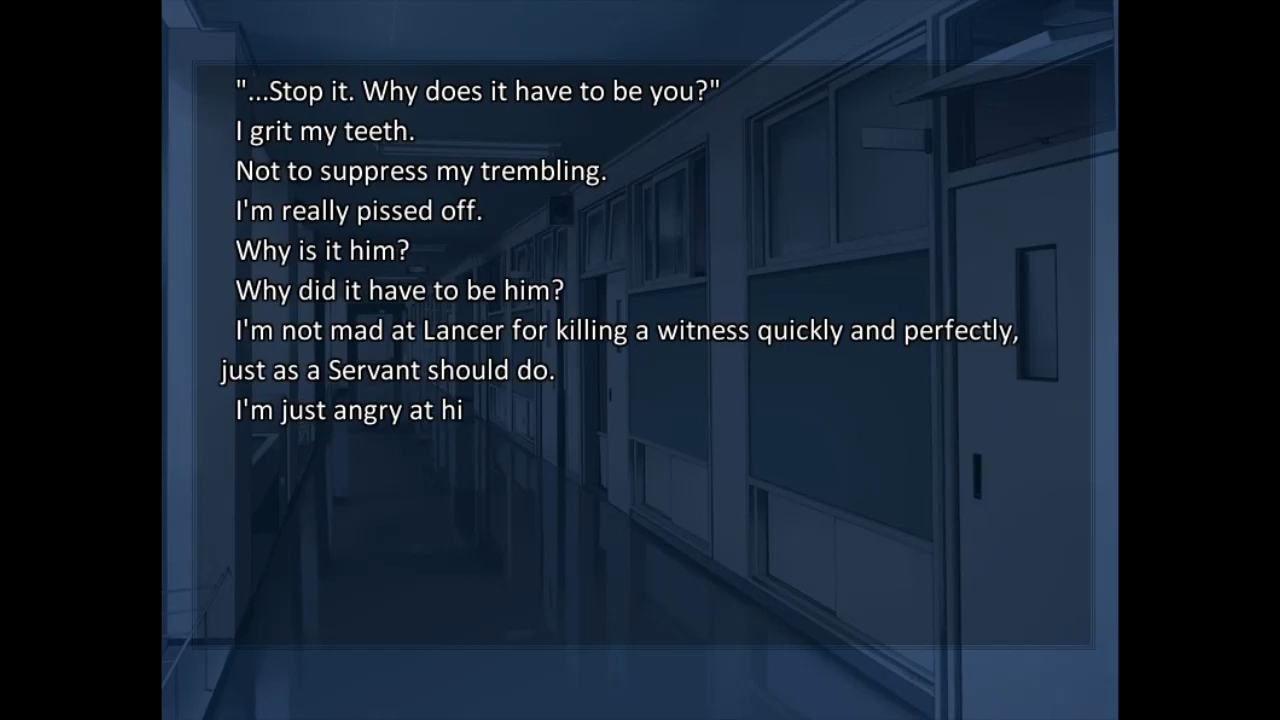 "...Stop it. Why does it have to be you?"
I grit my teeth.
Not to suppress my trembling.
I'm really pissed off.
Why is it him?
Why did it have to be him?
I'm not mad at Lancer for killing a witness quickly and perfectly,
just as a Servant should do.
I'm just angry at hi